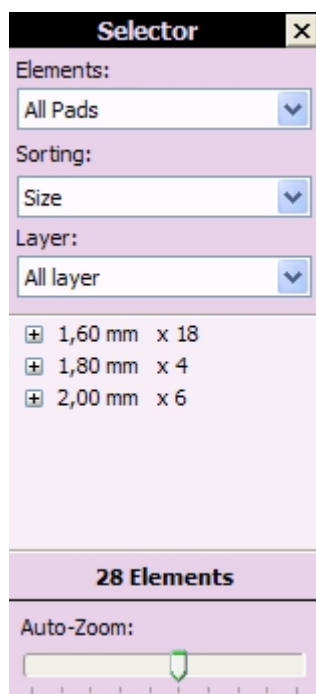 Selector
Elements:
All Pads
Sorting:
Size
Layer:
All layer
1,60 mm x 18
1,80 mm x 4
2,00 mm x 6
28 Elements
Auto-Zoom: